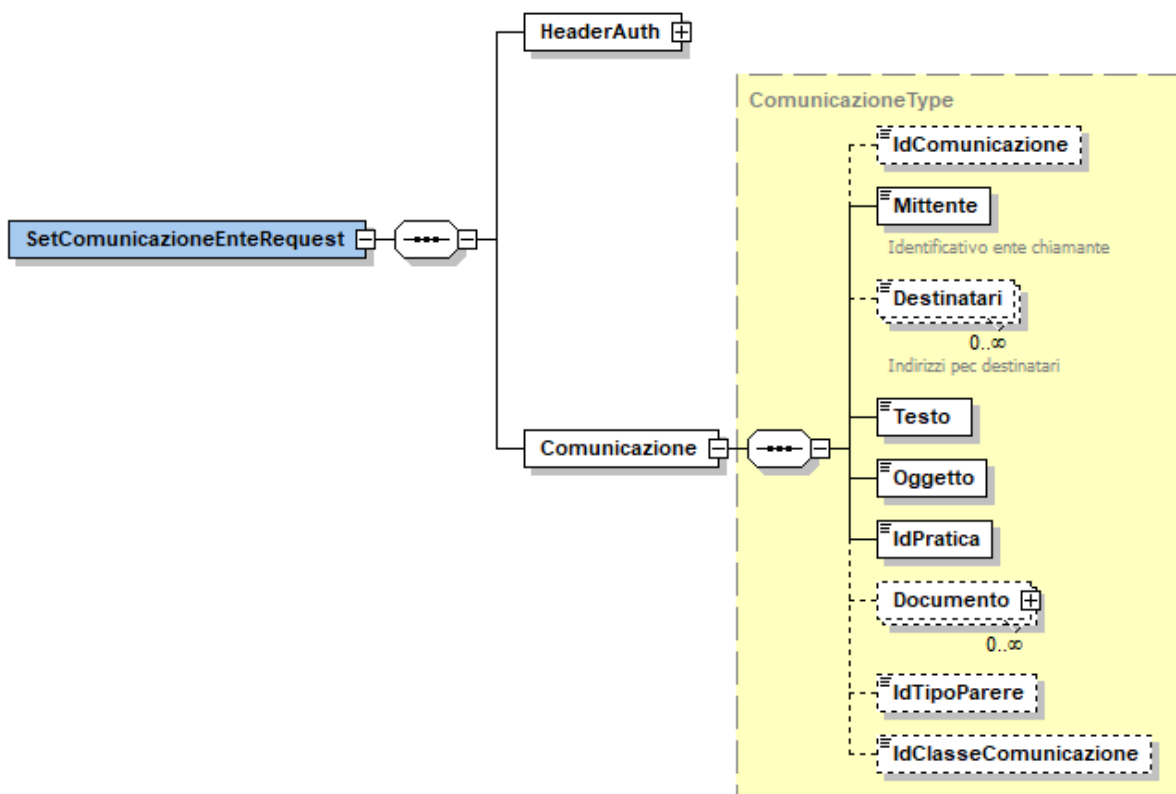 HeaderAuth
ComunicazioneType
IdComunicazione
Mittente
Identificativo ente chiamante
SetComunicazioneEnteRequest
Destinatari
0..∞
Indirizzi pec destinatari
Testo
Comunicazione
Oggetto
IdPratica
Documento
0..∞
IdTipoParere
IdClasseComunicazione